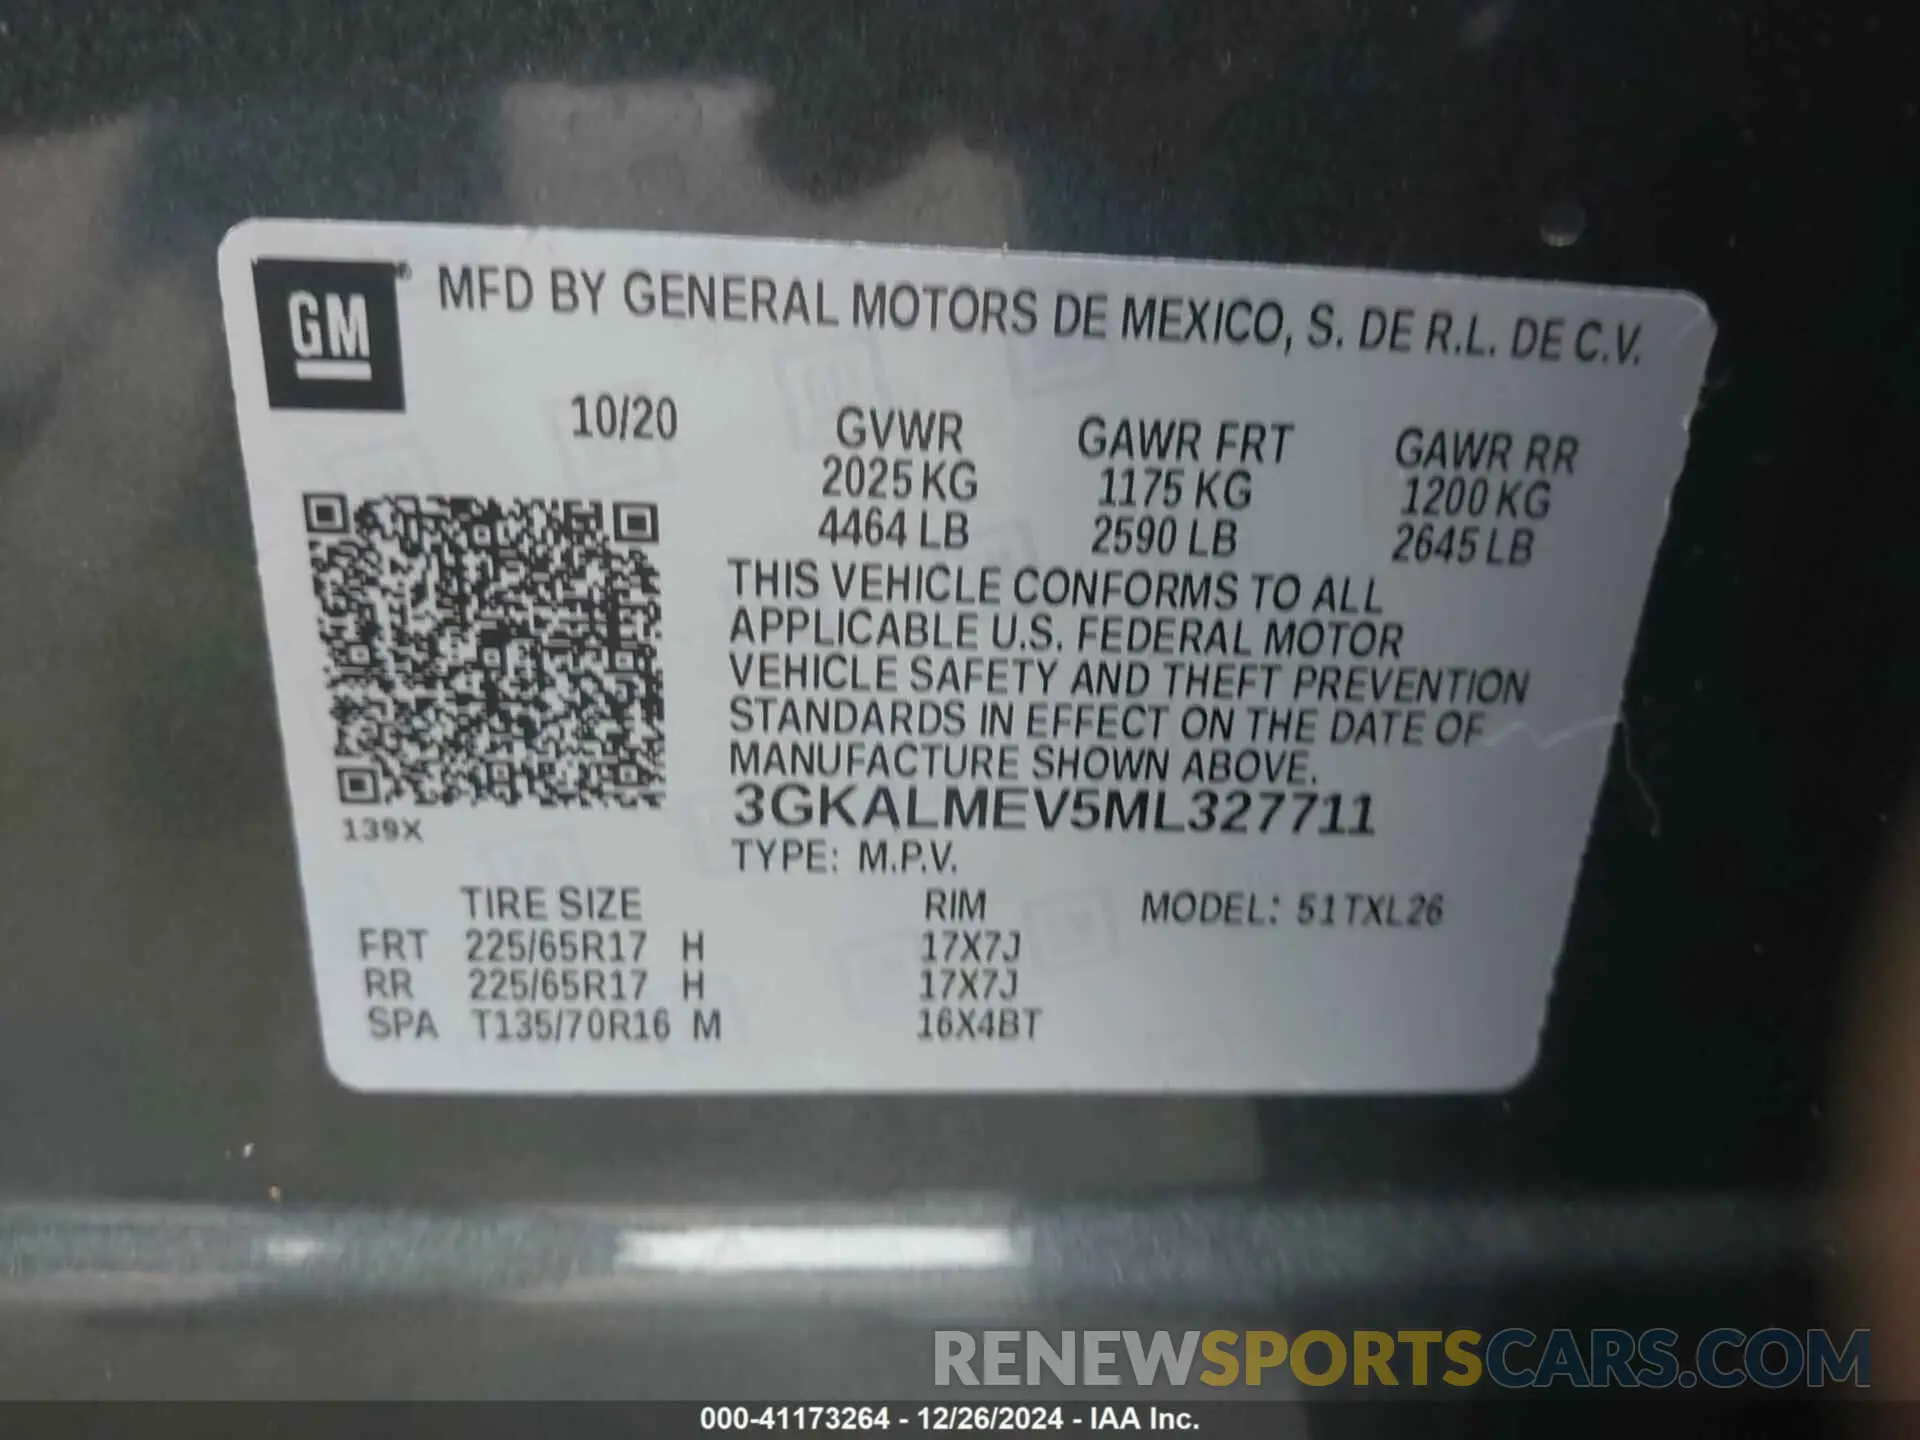 GM®
MFD BY GENERAL MOTORS DE MEXICO, S. DE R.L. DE C.V.
10/20
GVWR GAWR FRT GAWR RR
2025 KG 1175 KG 1200 KG
4464 LB 2590 LB 2645 LB
THIS VEHICLE CONFORMS TO ALL
APPLICABLE U.S. FEDERAL MOTOR
VEHICLE SAFETY AND THEFT PREVENTION
STANDARDS IN EFFECT ON THE DATE OF
MANUFACTURE SHOWN ABOVE.
3GKALMEV5ML327711
139X
TYPE: M.P.V.
TIRE SIZE RIM MODEL: 51TXL26
FRT 225/65R17 H 17X7J
RR 225/65R17 H 17X7J
SPA T135/70R16 M 16X4BT
RENEWSPORTSCARS.COM
000-41173264 - 12/26/2024 - IAA Inc.